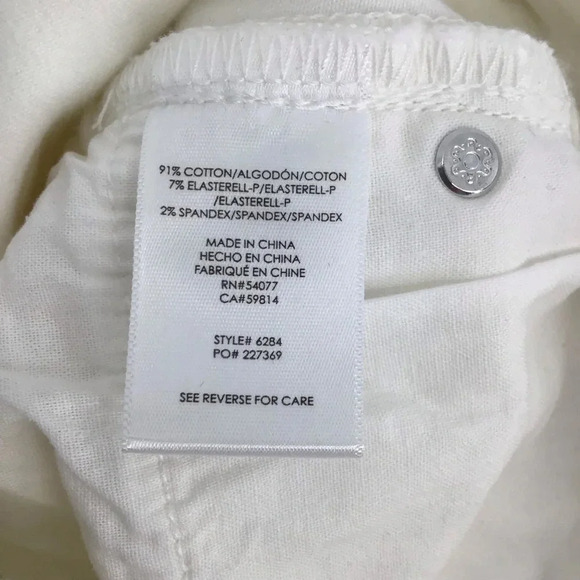 91% COTTON/ALGODÓN/COTON
7% ELASTERELL-P/ELASTERELL-P
/ELASTERELL-P
2% SPANDEX/SPANDEX/SPANDEX
MADE IN CHINA
HECHO EN CHINA
FABRIQUÉ EN CHINE
RN#54077
CA#59814
STYLE# 6284
PO# 227369
SEE REVERSE FOR CARE